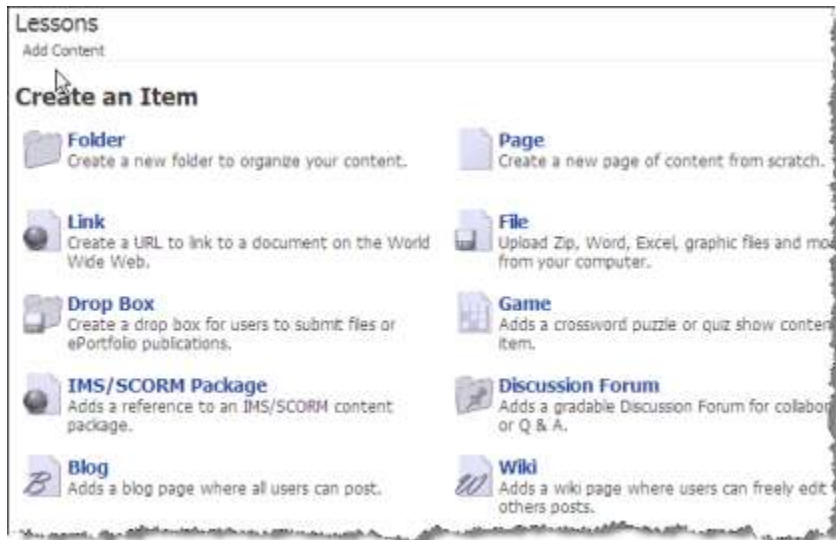 Lessons
Add Content
Create an Item
Folder
Create a new folder to organize your content.
Page
Create a new page of content from scratch.
Link
Create a URL to link to a document on the World
Wide Web.
File
Upload Zip, Word, Excel, graphic files and
from your computer.
Drop Box
Create a drop box for users to submit files or
ePortfolio publications.
Game
Adds a crossword puzzle or quiz show
item.
IMS/SCORM Package
Adds a reference to an IMS/SCORM content
package.
Discussion Forum
Adds a gradable Discussion Forum for
or Q & A.
Blog
Adds a blog page where all users can post.
Wiki
Adds a wiki page where users can freely edit
others posts.